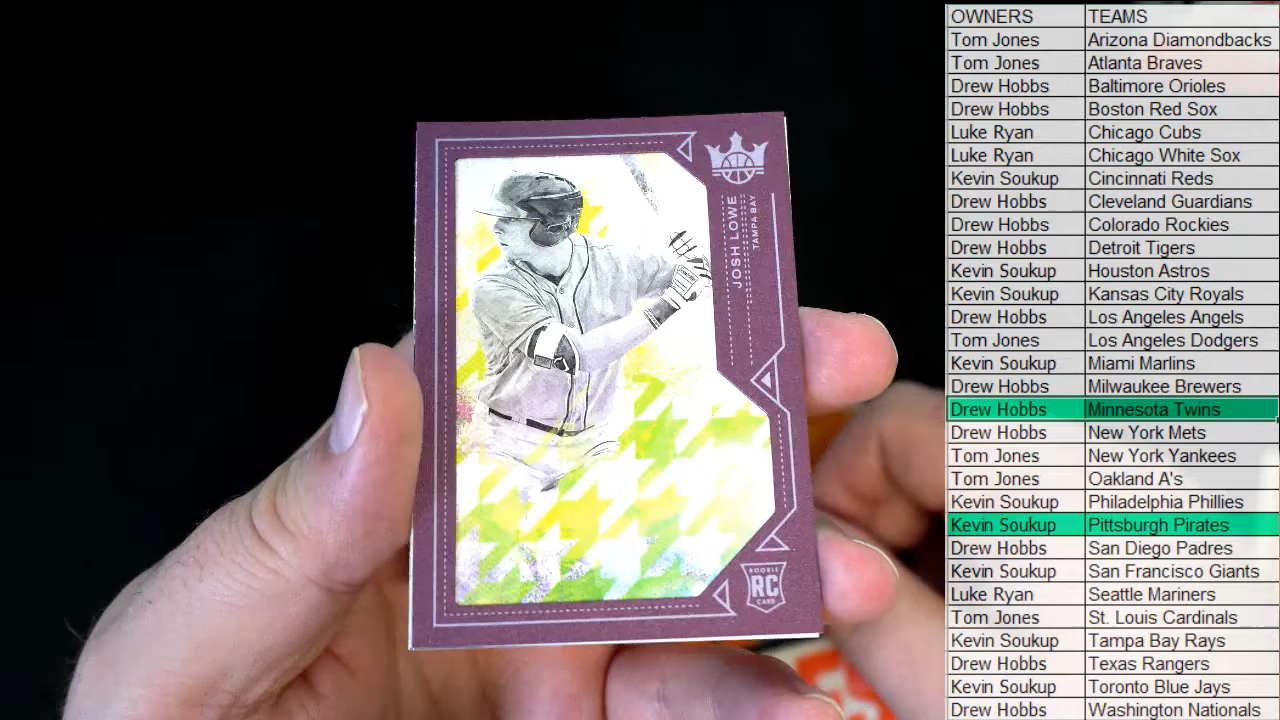 JOSH LOWE
TAMPA BAY
ROOKIE
RC
CARD
OWNERS TEAMS
Tom Jones Arizona Diamondbacks
Tom Jones Atlanta Braves
Drew Hobbs Baltimore Orioles
Drew Hobbs Boston Red Sox
Luke Ryan Chicago Cubs
Luke Ryan Chicago White Sox
Kevin Soukup Cincinnati Reds
Drew Hobbs Cleveland Guardians
Drew Hobbs Colorado Rockies
Drew Hobbs Detroit Tigers
Kevin Soukup Houston Astros
Kevin Soukup Kansas City Royals
Drew Hobbs Los Angeles Angels
Tom Jones Los Angeles Dodgers
Kevin Soukup Miami Marlins
Drew Hobbs Milwaukee Brewers
Drew Hobbs Minnesota Twins
Drew Hobbs New York Mets
Tom Jones New York Yankees
Tom Jones Oakland A's
Kevin Soukup Philadelphia Phillies
Kevin Soukup Pittsburgh Pirates
Drew Hobbs San Diego Padres
Kevin Soukup San Francisco Giants
Luke Ryan Seattle Mariners
Tom Jones St. Louis Cardinals
Kevin Soukup Tampa Bay Rays
Drew Hobbs Texas Rangers
Kevin Soukup Toronto Blue Jays
Drew Hobbs Washington Nationals